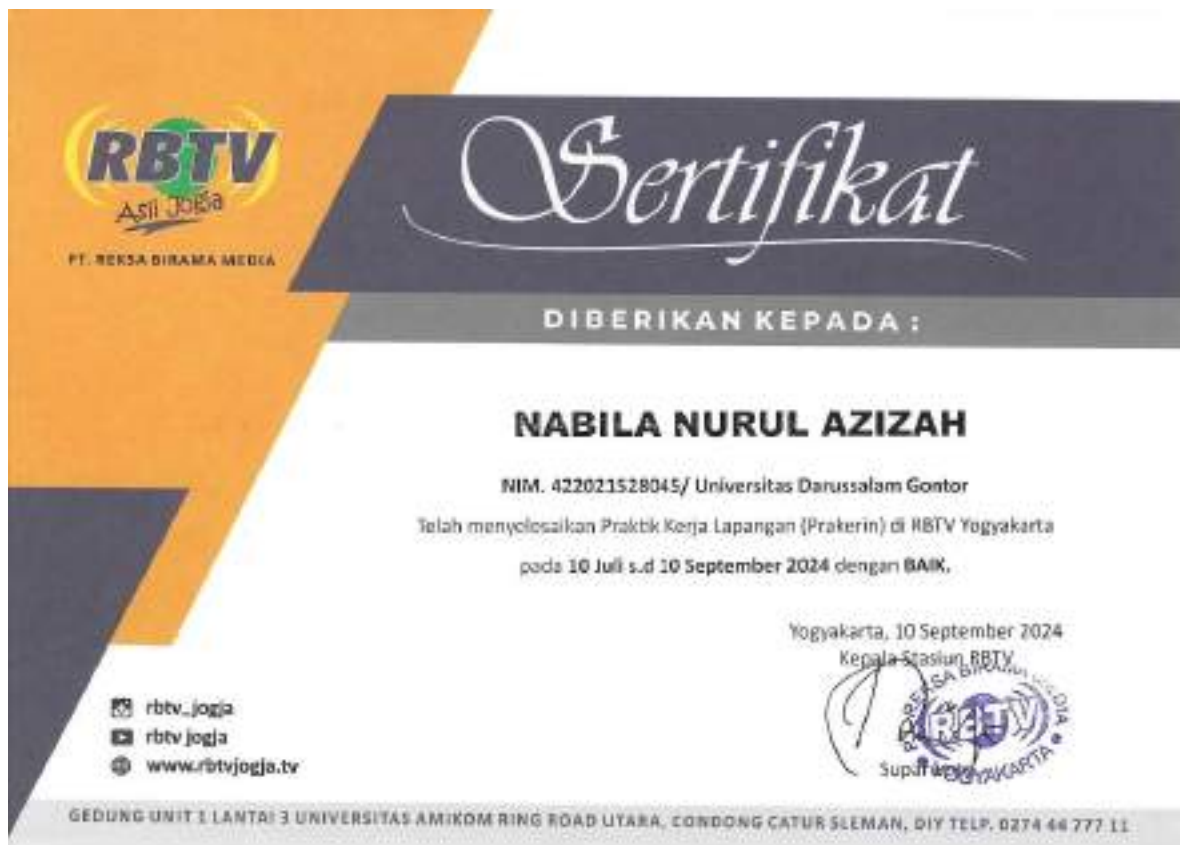 RBTV
Asli Jogja
PT. REKSA BIRAMA MEDIA
Sertifikat
DIBERIKAN KEPADA :
NABILA NURUL AZIZAH
NIM. 422021528045/ Universitas Darussalam Gontor
Telah menyelesaikan Praktik Kerja Lapangan (Prakerin) di RBTV Yogyakarta
pada 10 Juli s.d 10 September 2024 dengan BAIK.
Yogyakarta, 10 September 2024
Kepala Stasiun RBTV
REKSA BIRAMA MEDIA
RBTV
YOGYAKARTA
rbtv_jogja
rbtv jogja
www.rbtvjogja.tv
GEDUNG UNIT 1 LANTAI 3 UNIVERSITAS AMIKOM RING ROAD UTARA, CONDONG CATUR SLEMAN, DIY TELP. 0274 44 777 11